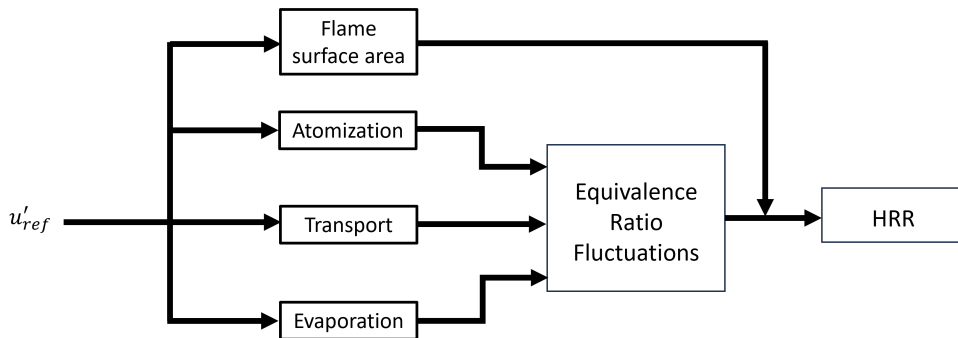 Flame
surface area
Atomization
Equivalence
Ratio
Fluctuations
u′ref
Transport
HRR
Evaporation